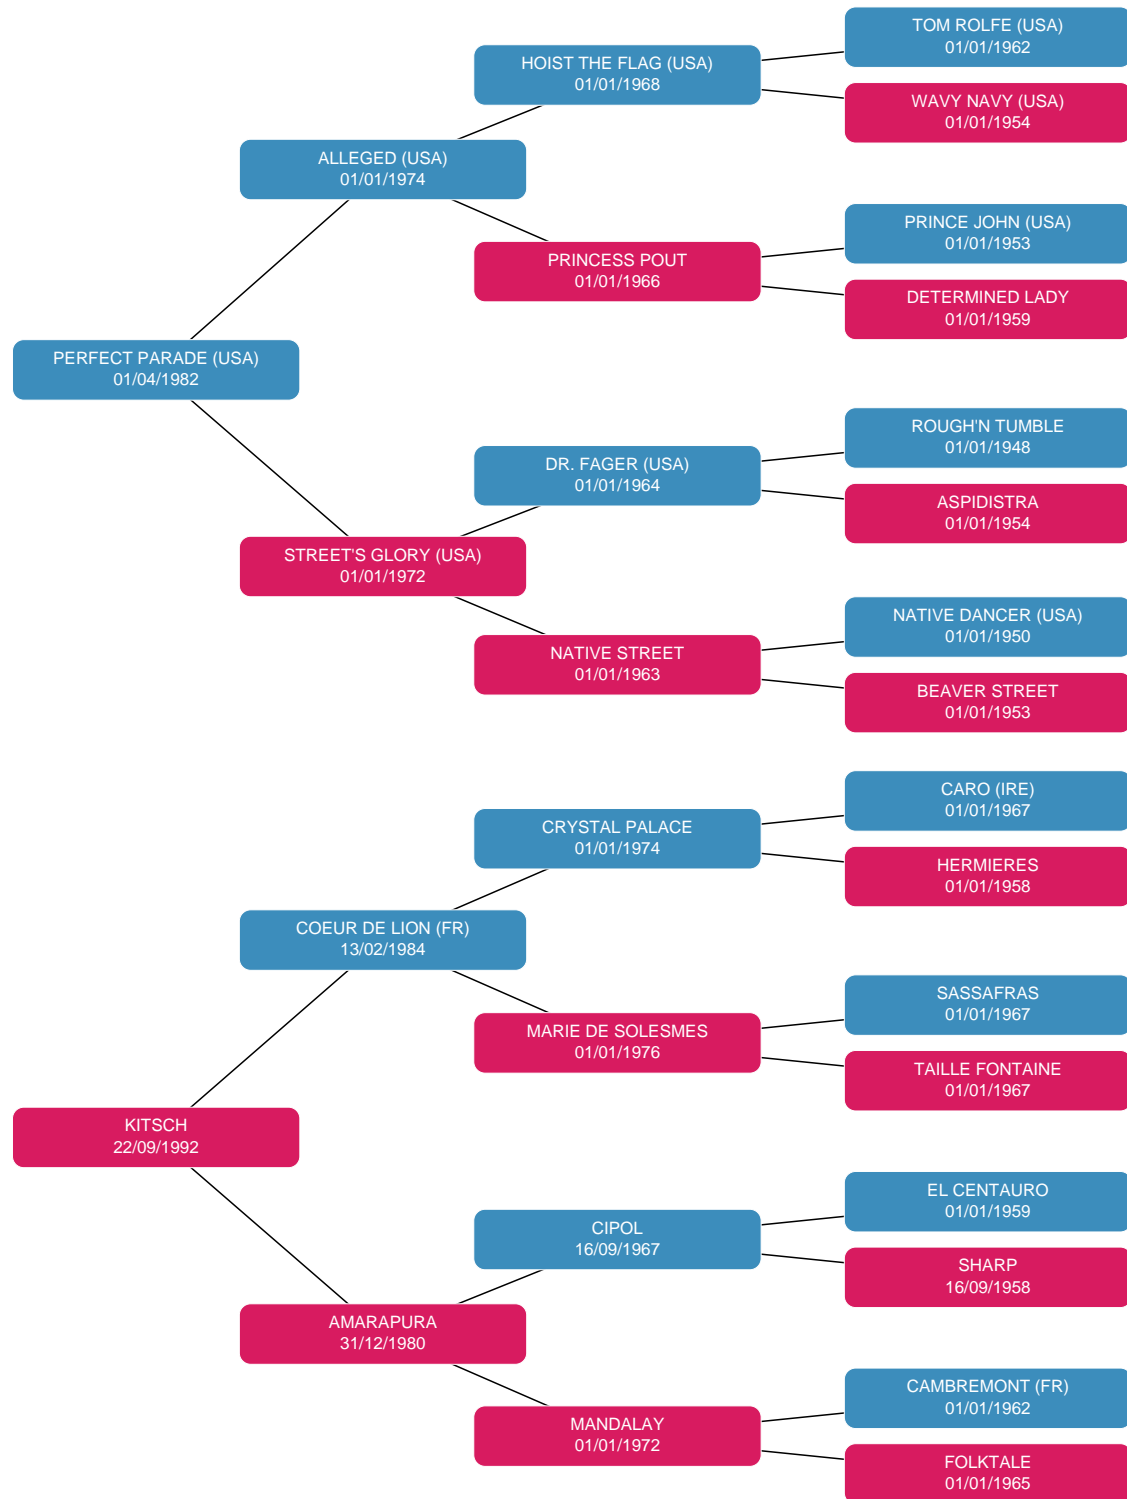 TOM ROLFE (USA)
01/01/1962
HOIST THE FLAG (USA)
01/01/1968
WAVY NAVY (USA)
01/01/1954
ALLEGED (USA)
01/01/1974
PRINCE JOHN (USA)
01/01/1953
PRINCESS POUT
01/01/1966
DETERMINED LADY
01/01/1959
PERFECT PARADE (USA)
01/04/1982
ROUGH'N TUMBLE
01/01/1948
DR. FAGER (USA)
01/01/1964
ASPIDISTRA
01/01/1954
STREET'S GLORY (USA)
01/01/1972
NATIVE DANCER (USA)
01/01/1950
NATIVE STREET
01/01/1963
BEAVER STREET
01/01/1953
CARO (IRE)
01/01/1967
CRYSTAL PALACE
01/01/1974
HERMIERES
01/01/1958
COEUR DE LION (FR)
13/02/1984
SASSAFRAS
01/01/1967
MARIE DE SOLESMES
01/01/1976
TAILLE FONTAINE
01/01/1967
KITSCH
22/09/1992
EL CENTAURO
01/01/1959
CIPOL
16/09/1967
SHARP
16/09/1958
AMARAPURA
31/12/1980
CAMBREMONT (FR)
01/01/1962
MANDALAY
01/01/1972
FOLKTALE
01/01/1965